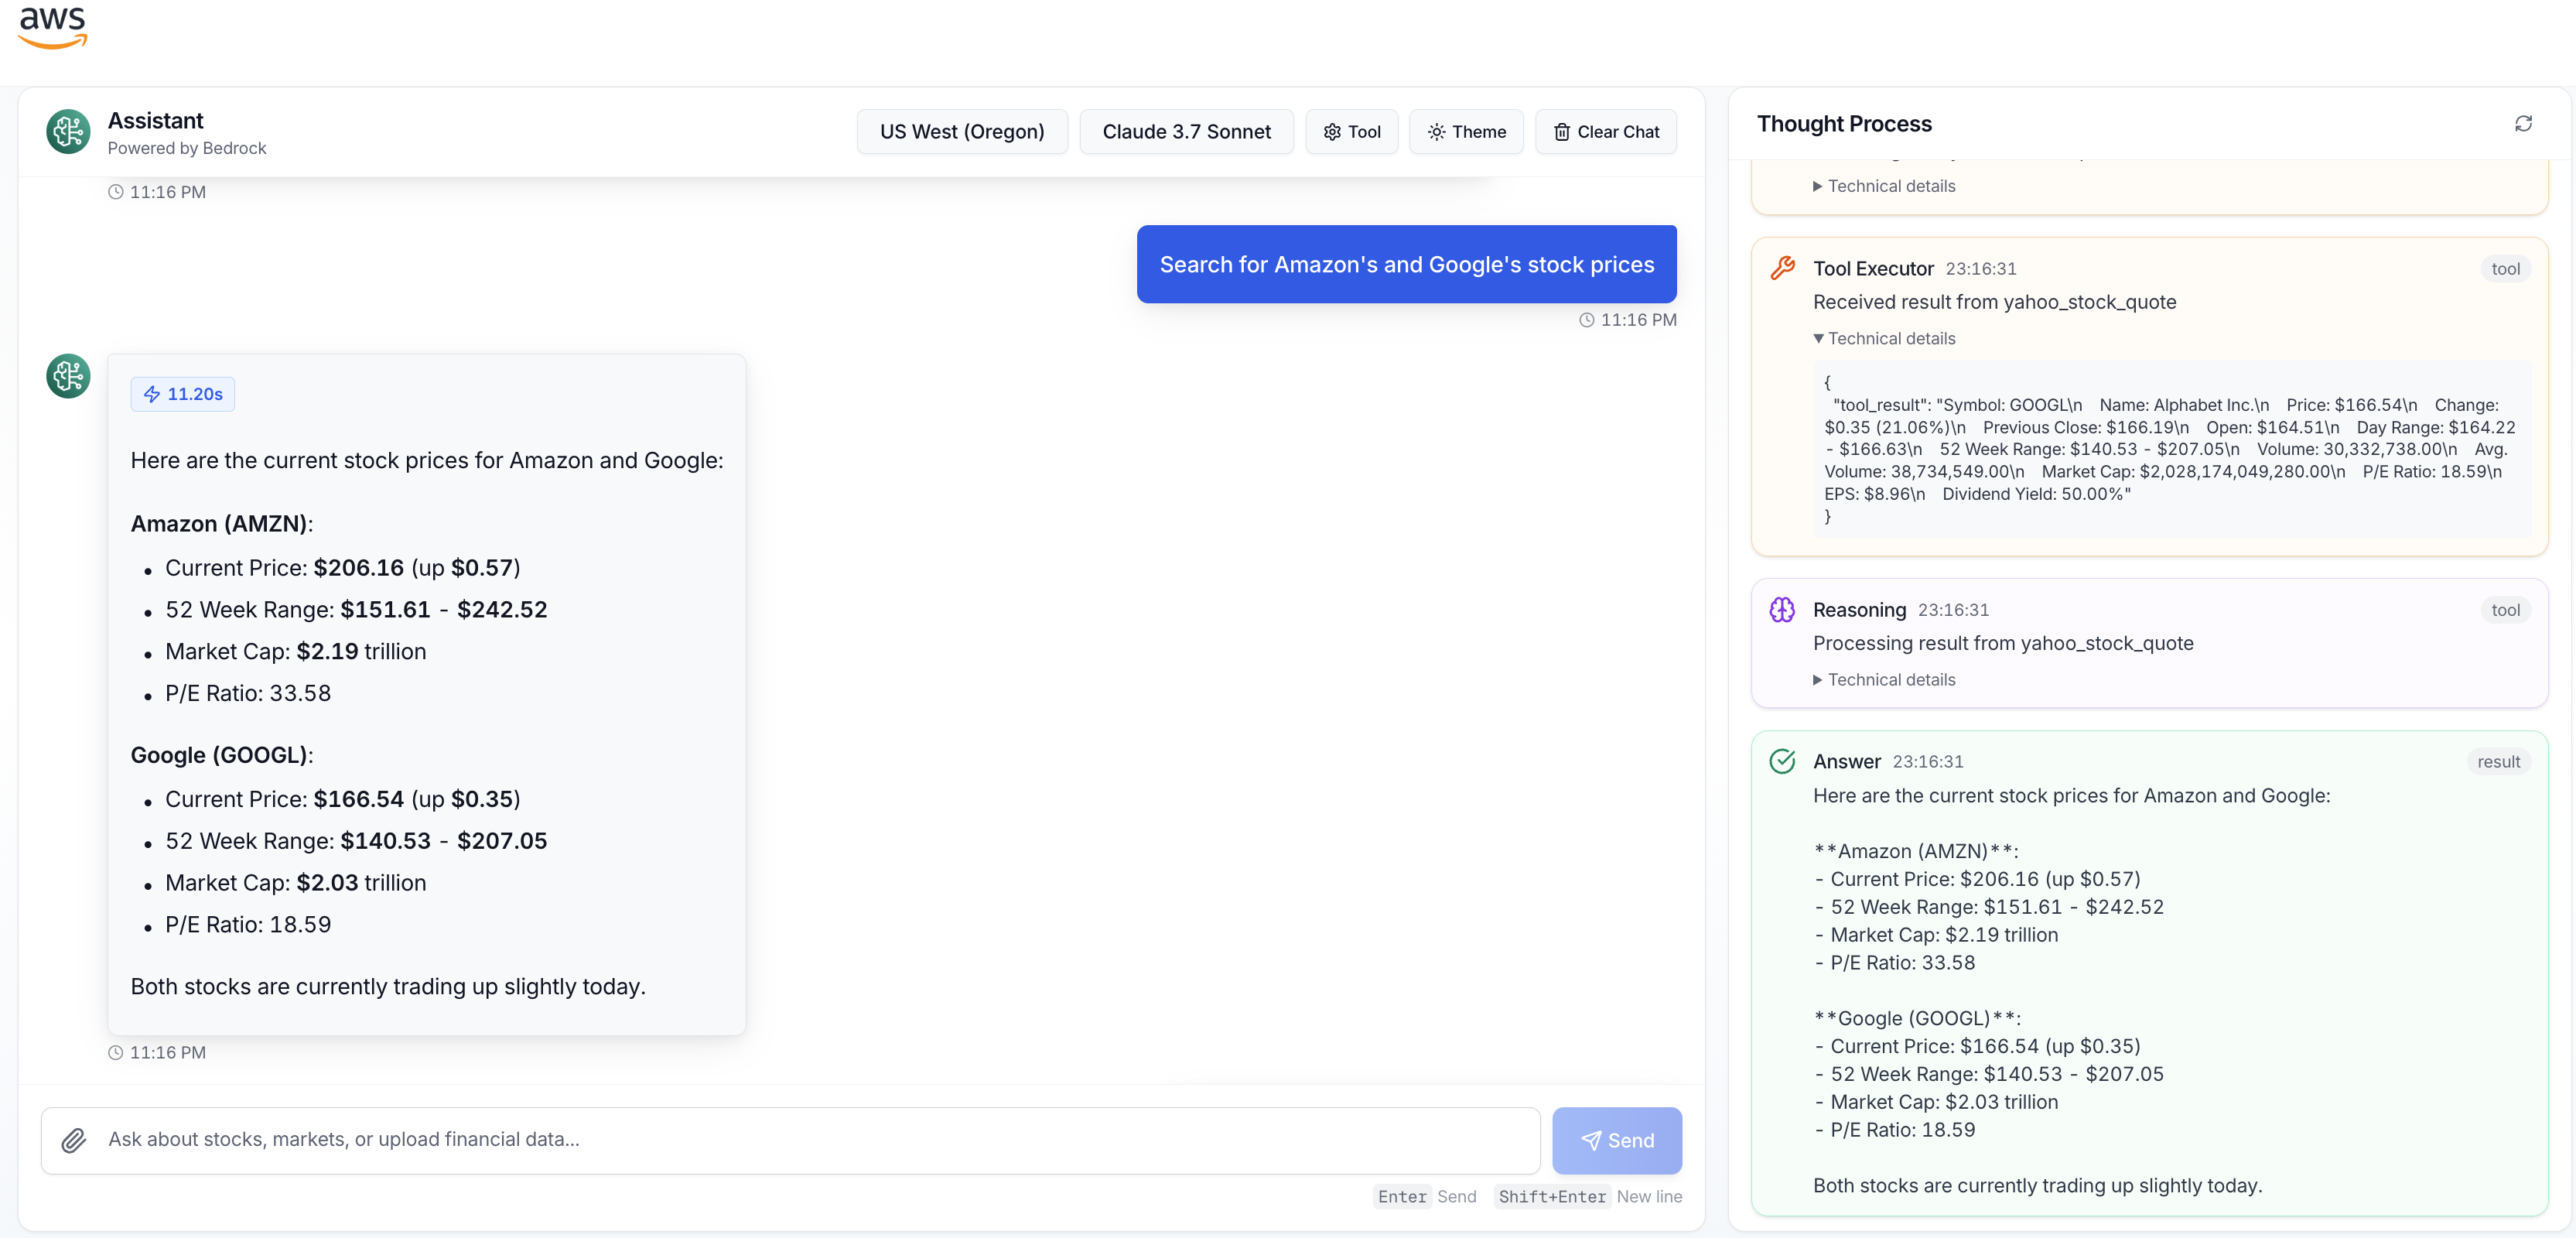 aws
Assistant
Powered by Bedrock
US West (Oregon)
Claude 3.7 Sonnet
Tool
Theme
Clear Chat
11:16 PM
Search for Amazon's and Google's stock prices
11:16 PM
11.20s
Here are the current stock prices for Amazon and Google:
Amazon (AMZN):
• Current Price: $206.16 (up $0.57)
• 52 Week Range: $151.61 - $242.52
• Market Cap: $2.19 trillion
• P/E Ratio: 33.58
Google (GOOGL):
• Current Price: $166.54 (up $0.35)
• 52 Week Range: $140.53 - $207.05
• Market Cap: $2.03 trillion
• P/E Ratio: 18.59
Both stocks are currently trading up slightly today.
11:16 PM
Ask about stocks, markets, or upload financial data...
Send
Enter Send Shift+Enter New line
Thought Process
Technical details
Tool Executor 23:16:31 tool
Received result from yahoo_stock_quote
Technical details
{
"tool_result": "Symbol: GOOGL\n Name: Alphabet Inc.\n Price: $166.54\n Change:
$0.35 (21.06%)\n Previous Close: $166.19\n Open: $164.51\n Day Range: $164.22
- $166.63\n 52 Week Range: $140.53 - $207.05\n Volume: 30,332,738.00\n Avg.
Volume: 38,734,549.00\n Market Cap: $2,028,174,049,280.00\n P/E Ratio: 18.59\n
EPS: $8.96\n Dividend Yield: 50.00%"
}
Reasoning 23:16:31 tool
Processing result from yahoo_stock_quote
Technical details
Answer 23:16:31 result
Here are the current stock prices for Amazon and Google:
**Amazon (AMZN)**:
- Current Price: $206.16 (up $0.57)
- 52 Week Range: $151.61 - $242.52
- Market Cap: $2.19 trillion
- P/E Ratio: 33.58
**Google (GOOGL)**:
- Current Price: $166.54 (up $0.35)
- 52 Week Range: $140.53 - $207.05
- Market Cap: $2.03 trillion
- P/E Ratio: 18.59
Both stocks are currently trading up slightly today.